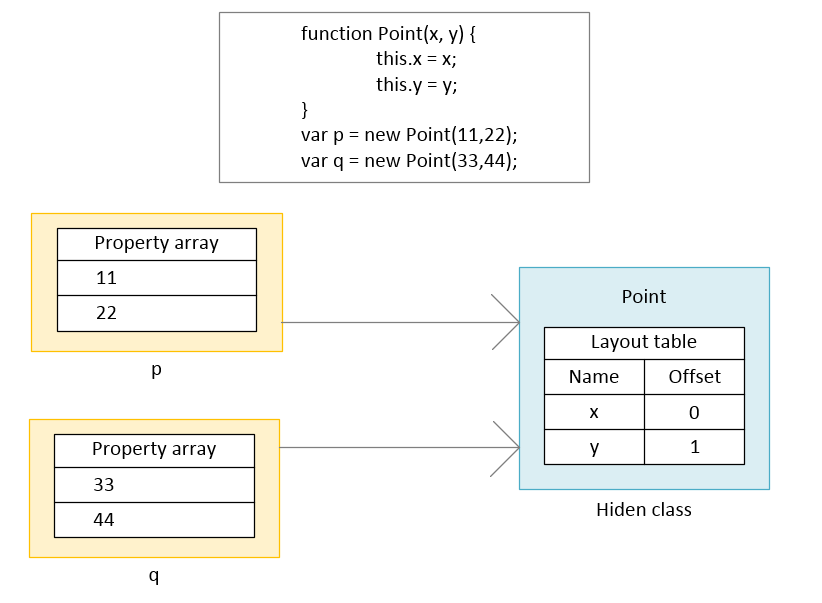 function Point(x, y) {
this.x = x;
this.y = y;
}
var p = new Point(11,22);
var q = new Point(33,44);
Property array
11
22
p
Property array
33
44
q
Point
Layout table
Name Offset
x 0
y 1
Hiden class